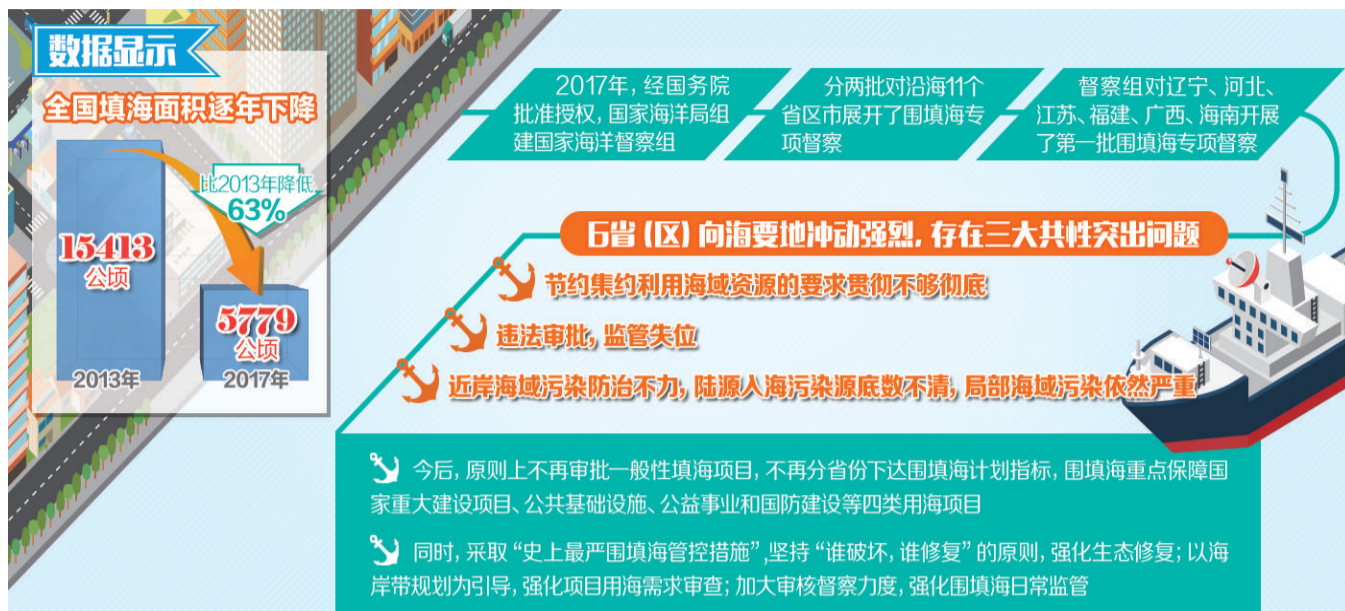 数据显示
全国填海面积逐年下降
比2013年降低
63%
15413
公顷
5779
公顷
2013年
2017年
2017年，经国务院
批准授权，国家海洋局组
建国家海洋督察组
分两批对沿海11个
省区市展开了围填海专
项督察
督察组对辽宁、河北、
江苏、福建、广西、海南开展
了第一批围填海专项督察
6省（区）向海要地冲动强烈，存在三大共性突出问题
节约集约利用海域资源的要求贯彻不够彻底
违法审批，监管失位
近岸海域污染防治不力，陆源入海污染源底数不清，局部海域污染依然严重
今后，原则上不再审批一般性填海项目，不再分省份下达围填海计划指标，围填海重点保障国
家重大建设项目、公共基础设施、公益事业和国防建设等四类用海项目
同时，采取“史上最严围填海管控措施”，坚持“谁破坏，谁修复”的原则，强化生态修复；以海
岸带规划为引导，强化项目用海需求审查；加大审核督察力度，强化围填海日常监管